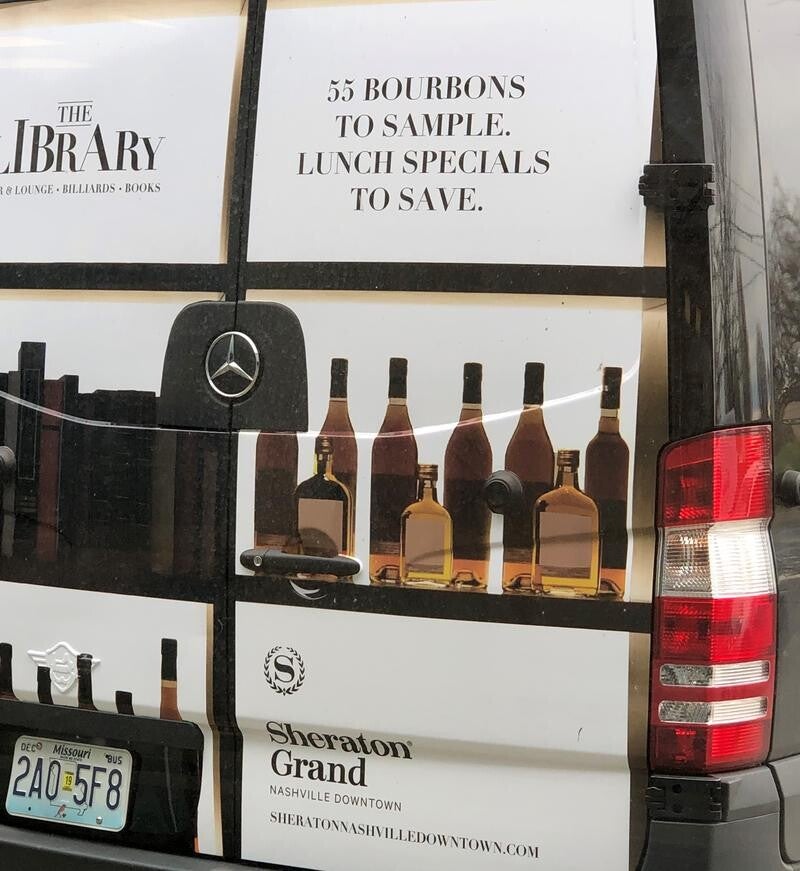 THE
LIBRARY
& LOUNGE • BILLIARDS • BOOKS
55 BOURBONS
TO SAMPLE.
LUNCH SPECIALS
TO SAVE.
S
Sheraton®
Grand
NASHVILLE DOWNTOWN
SHERATONNASHVILLEDOWNTOWN.COM
DEC Missouri BUS
19
2A0 5F8